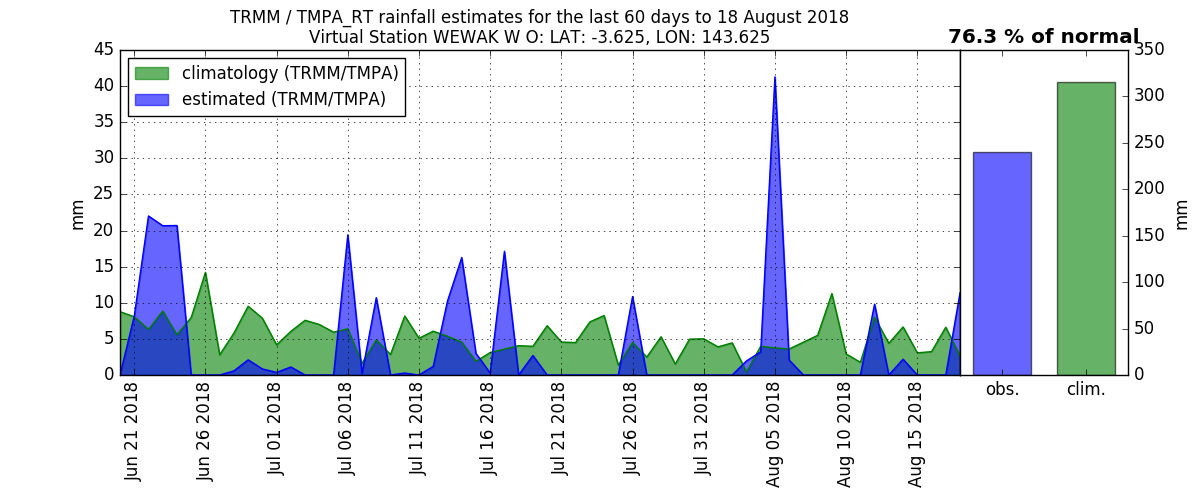 TRMM / TMPA_RT rainfall estimates for the last 60 days to 18 August 2018
Virtual Station WEWAK W O: LAT: -3.625, LON: 143.625
76.3 % of normal
climatology (TRMM/TMPA)
estimated (TRMM/TMPA)
45
40
35
30
25
20
15
10
5
0
mm
Jun 21 2018
Jun 26 2018
Jul 01 2018
Jul 06 2018
Jul 11 2018
Jul 16 2018
Jul 21 2018
Jul 26 2018
Jul 31 2018
Aug 05 2018
Aug 10 2018
Aug 15 2018
obs.
clim.
350
300
250
200
150
100
50
0
mm